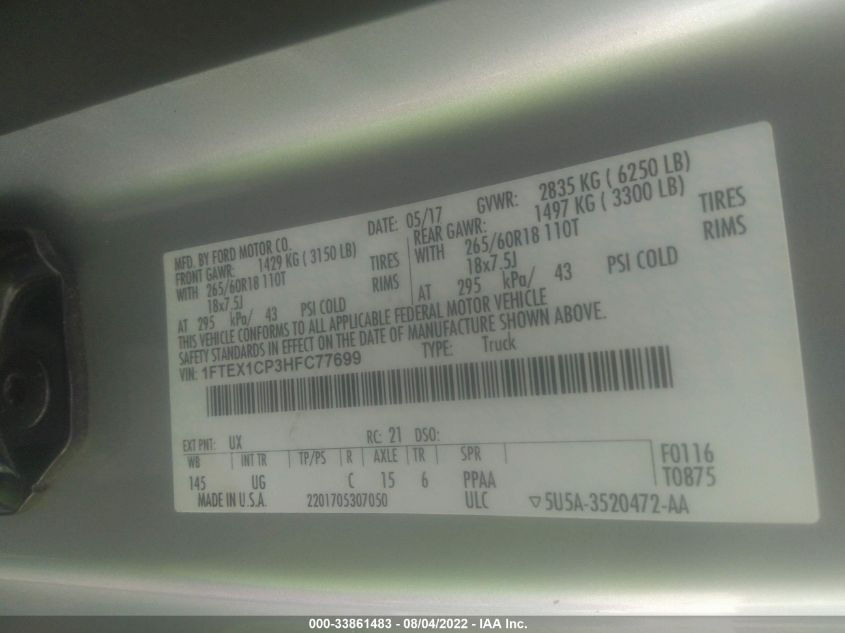 MFD. BY FORD MOTOR CO. DATE: 05/17 GVWR: 2835 KG ( 6250 LB)
FRONT GAWR: 1429 KG ( 3150 LB) REAR GAWR: 1497 KG ( 3300 LB)
WITH 265/60R18 110T TIRES WITH 265/60R18 110T TIRES
18x7.5J RIMS 18x7.5J RIMS
AT 295 kPa/ 43 PSI COLD AT 295 kPa/ 43 PSI COLD
THIS VEHICLE CONFORMS TO ALL APPLICABLE FEDERAL MOTOR VEHICLE
SAFETY STANDARDS IN EFFECT ON THE DATE OF MANUFACTURE SHOWN ABOVE.
VIN: 1FTEX1CP3HFC77699 TYPE: Truck
EXT PNT: UX RC: 21 DSO:
WB INT TR TP/PS R AXLE TR SPR F0116
145 UG C 15 6 PPAA T0875
MADE IN U.S.A. 2201705307050 ULC ▽5U5A-3520472-AA
000-33861483 - 08/04/2022 - IAA Inc.